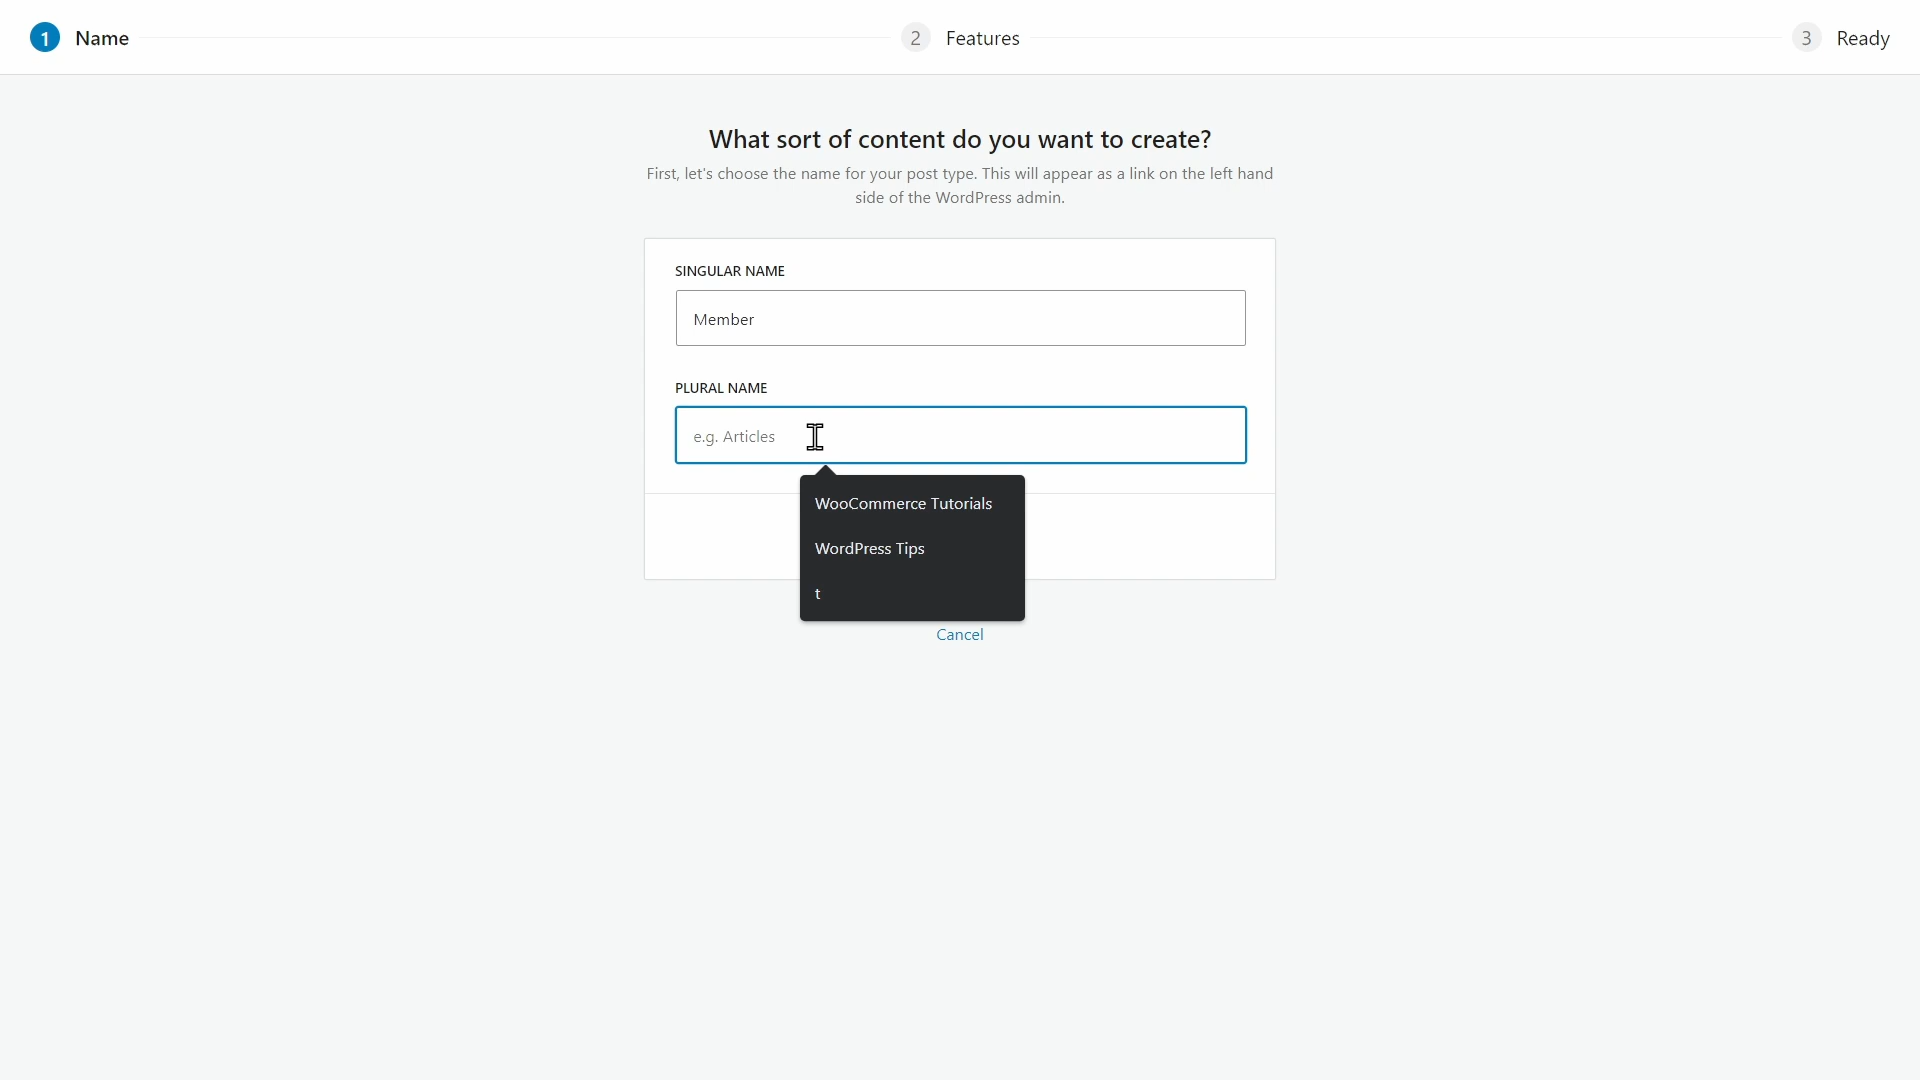 1 Name
2 Features
3 Ready
What sort of content do you want to create?
First, let's choose the name for your post type. This will appear as a link on the left hand
side of the WordPress admin.
SINGULAR NAME
Member
PLURAL NAME
e.g. Articles
WooCommerce Tutorials
WordPress Tips
t
Cancel